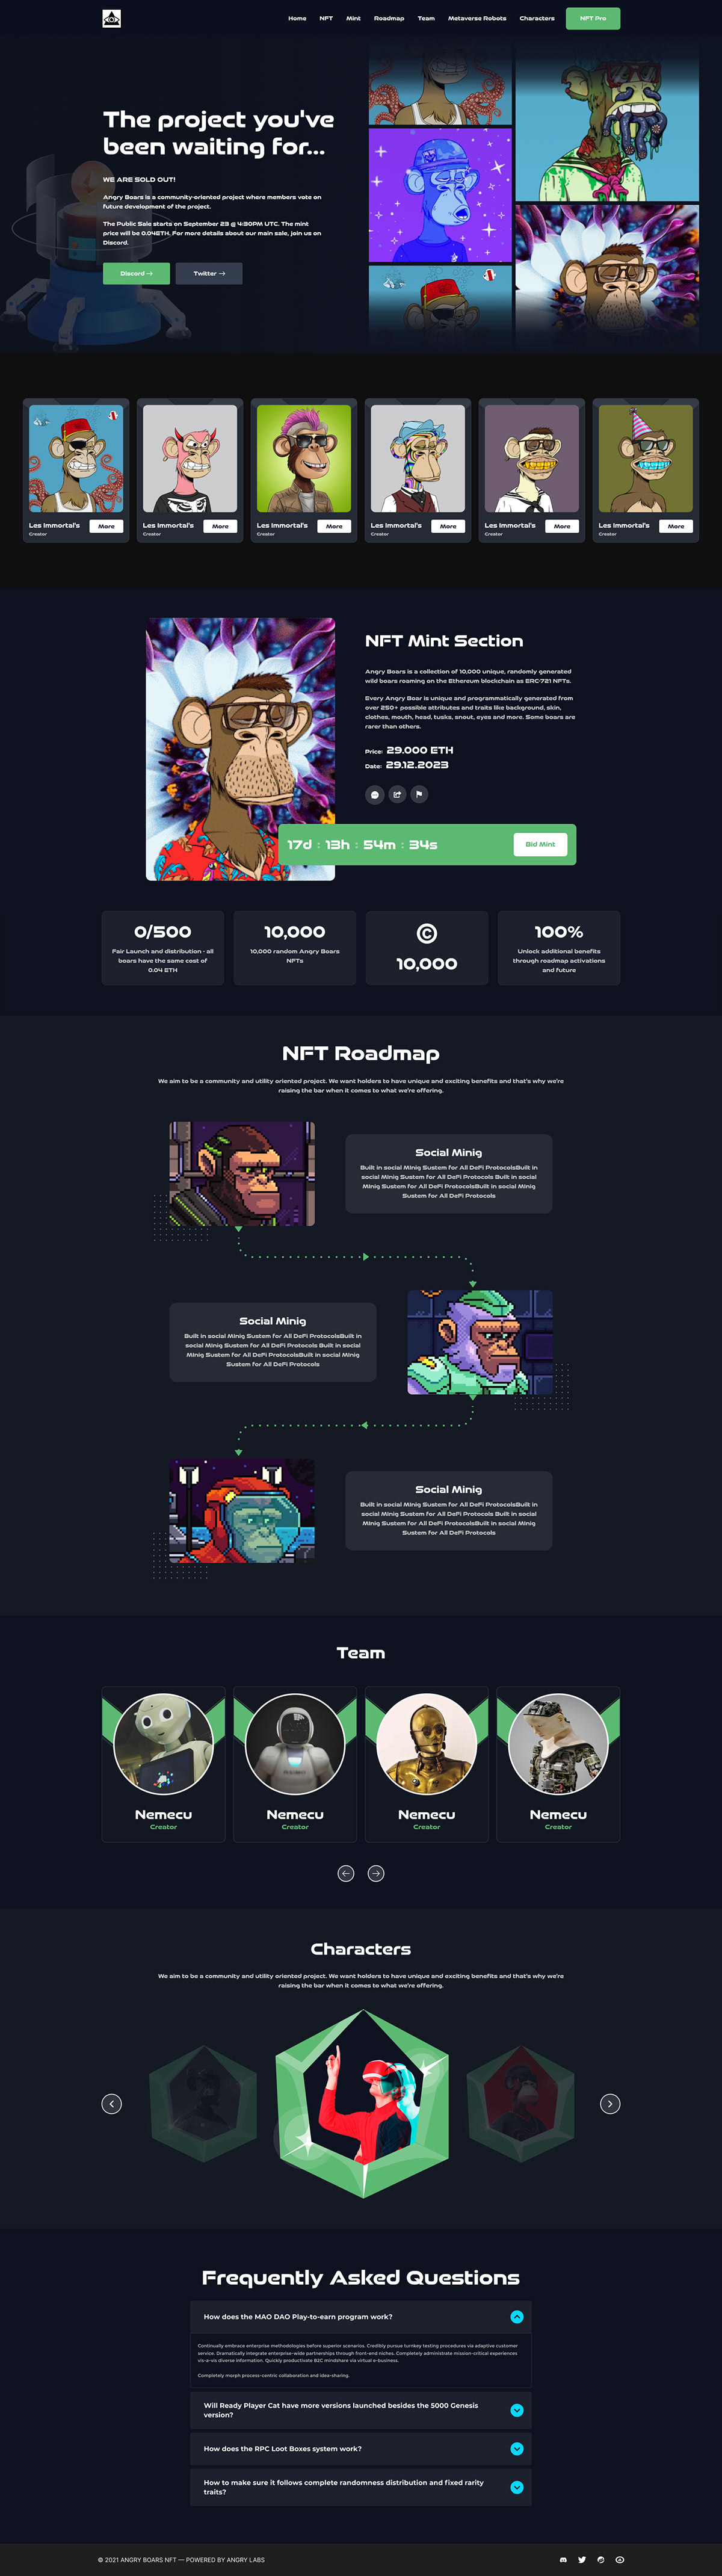 Home NFT Mint Roadmap Team Metaverse Robots Characters NFT Pro
The project you've
been waiting for...
WE ARE SOLD OUT!
Angry Boars is a community-oriented project where members vote on
future development of the project.
The Public Sale starts on September 23 @ 4:30PM UTC. The mint
price will be 0.04ETH. For more details about our main sale, join us on
Discord.
Discord → Twitter →
Les Immortal's More Les Immortal's More Les Immortal's More Les Immortal's More Les Immortal's More Les Immortal's More
Creator Creator Creator Creator Creator Creator
NFT Mint Section
Angry Boars is a collection of 10,000 unique, randomly generated
wild boars roaming on the Ethereum blockchain as ERC-721 NFTs.
Every Angry Boar is unique and programmatically generated from
over 250+ possible attributes and traits like background, skin,
clothes, mouth, head, tusks, snout, eyes and more. Some boars are
rarer than others.
Price: 29.000 ETH
Date: 29.12.2023
17d : 13h : 54m : 34s Bid Mint
0/500
Fair Launch and distribution - all
boars have the same cost of
0.04 ETH
10,000
10,000 random Angry Boars
NFTs
©
10,000
100%
Unlock additional benefits
through roadmap activations
and future
NFT Roadmap
We aim to be a community and utility oriented project. We want holders to have unique and exciting benefits and that's why we're
raising the bar when it comes to what we're offering.
Social Minig
Built in social MInig Sustem for All DeFi ProtocolsBuilt in
social MInig Sustem for All DeFi Protocols Built in social
MInig Sustem for All DeFi ProtocolsBuilt in social MInig
Sustem for All DeFi Protocols
Social Minig
Built in social MInig Sustem for All DeFi ProtocolsBuilt in
social MInig Sustem for All DeFi Protocols Built in social
MInig Sustem for All DeFi ProtocolsBuilt in social MInig
Sustem for All DeFi Protocols
Social Minig
Built in social MInig Sustem for All DeFi ProtocolsBuilt in
social MInig Sustem for All DeFi Protocols Built in social
MInig Sustem for All DeFi ProtocolsBuilt in social MInig
Sustem for All DeFi Protocols
Team
Nemecu Nemecu Nemecu Nemecu
Creator Creator Creator Creator
Characters
We aim to be a community and utility oriented project. We want holders to have unique and exciting benefits and that's why we're
raising the bar when it comes to what we're offering.
Frequently Asked Questions
How does the MAO DAO Play-to-earn program work?
Continually embrace enterprise methodologies before superior scenarios. Credibly pursue turnkey testing procedures via adaptive customer
service. Dramatically integrate enterprise-wide partnerships through front-end niches. Completely administrate mission-critical experiences
vis-a-vis diverse information. Quickly productivate B2C mindshare via virtual e-business.
Completely morph process-centric collaboration and idea-sharing.
Will Ready Player Cat have more versions launched besides the 5000 Genesis
version?
How does the RPC Loot Boxes system work?
How to make sure it follows complete randomness distribution and fixed rarity
traits?
© 2021 ANGRY BOARS NFT — POWERED BY ANGRY LABS